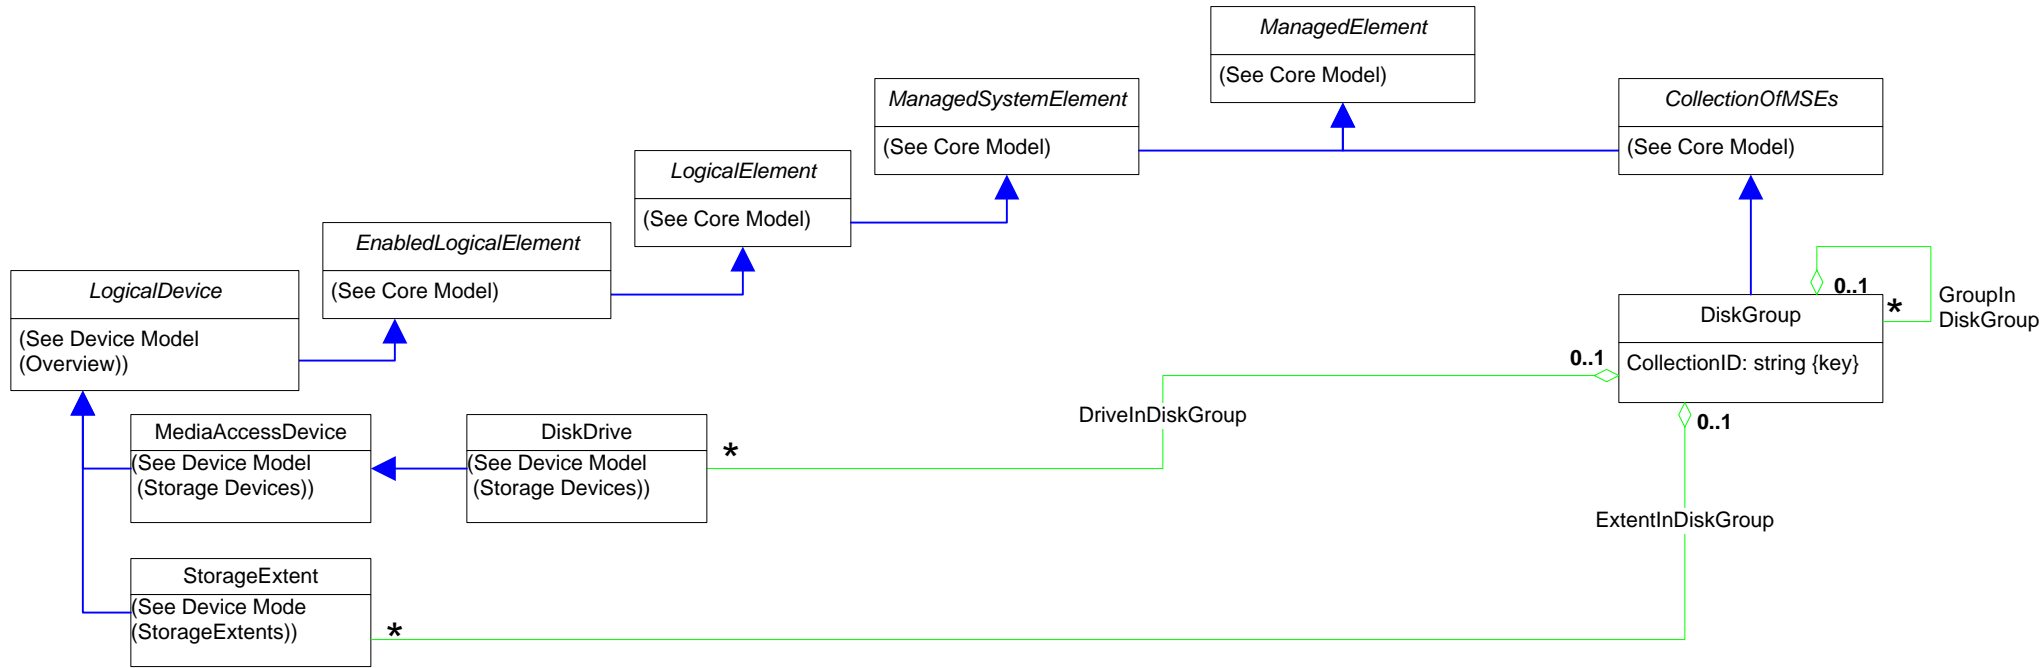 ManagedElement
(See Core Model)
ManagedSystemElement
(See Core Model)
CollectionOfMSEs
(See Core Model)
LogicalElement
(See Core Model)
EnabledLogicalElement
(See Core Model)
LogicalDevice
(See Device Model
(Overview))
0..1
*
GroupIn
DiskGroup
DiskGroup
CollectionID: string {key}
0..1
DriveInDiskGroup
0..1
MediaAccessDevice
(See Device Model
(Storage Devices))
DiskDrive
(See Device Model
(Storage Devices))
*
ExtentInDiskGroup
StorageExtent
(See Device Mode
(StorageExtents))
*